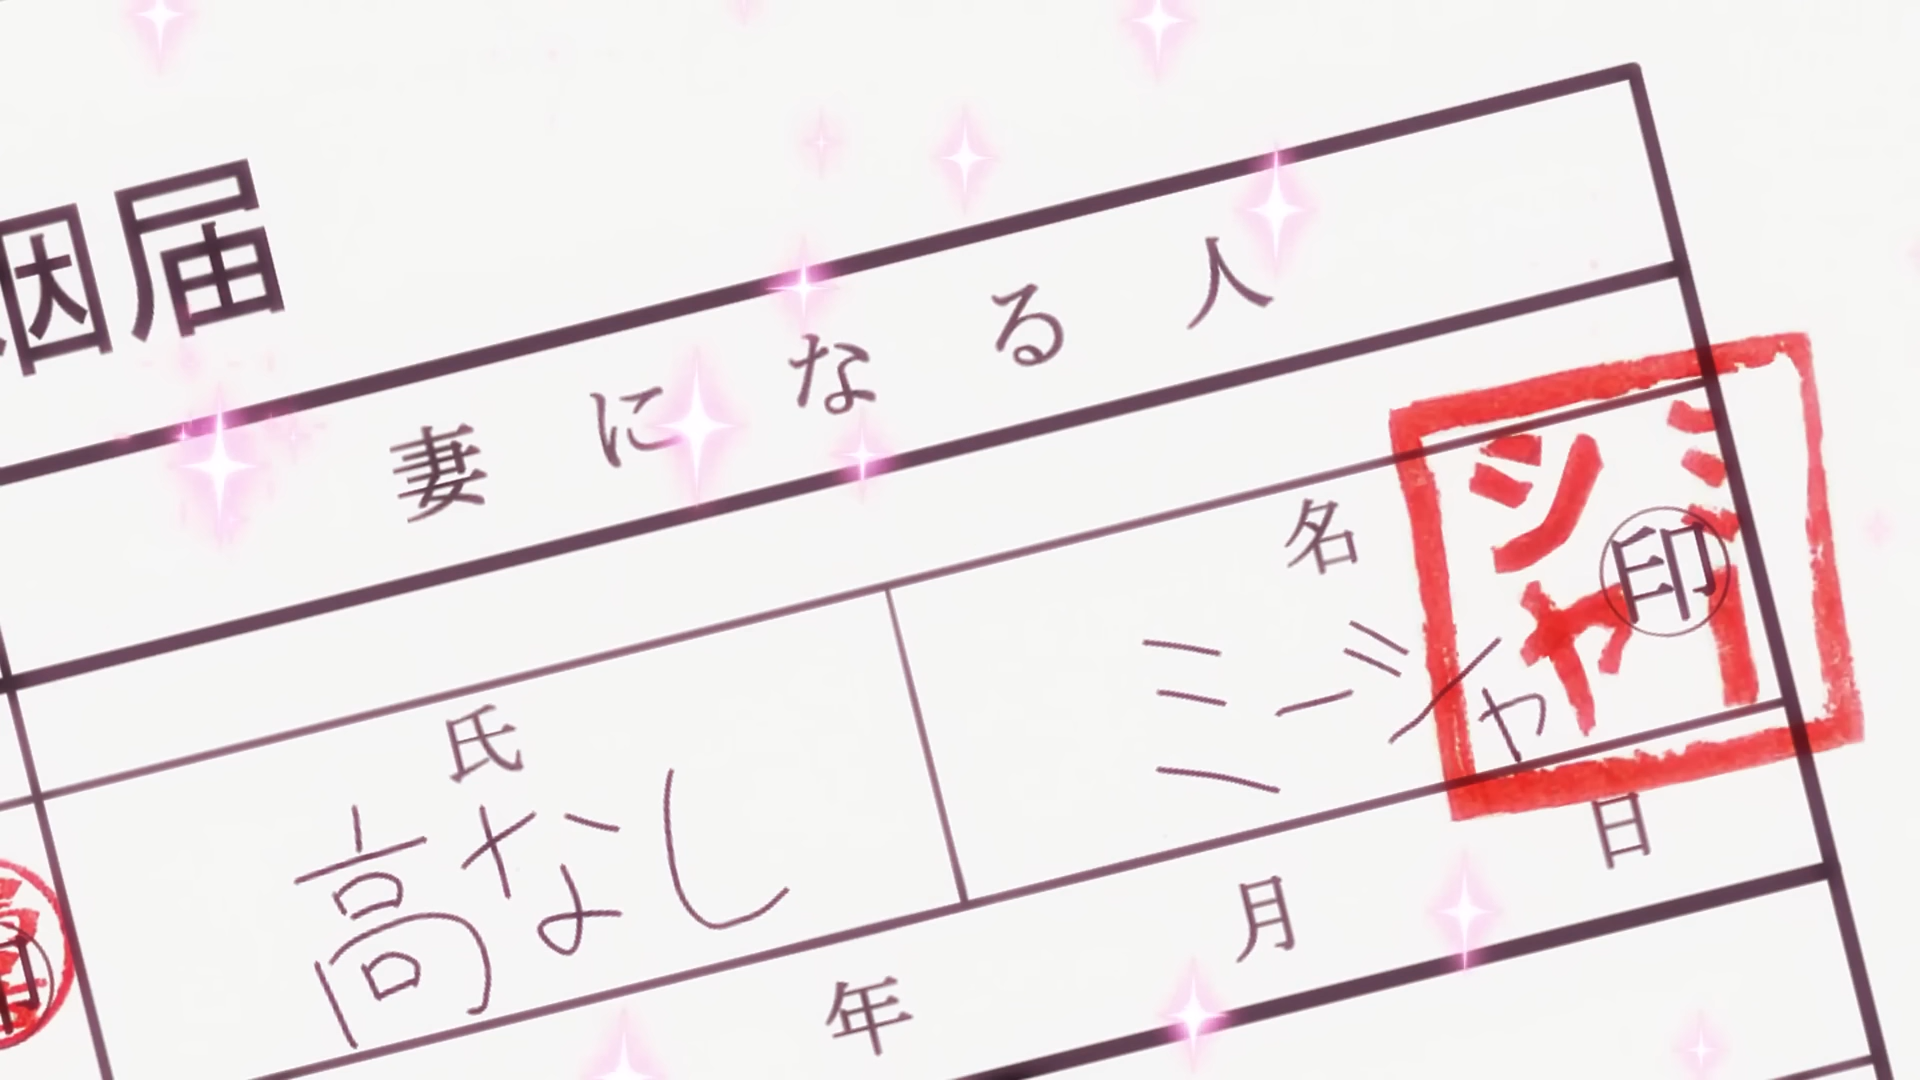 姻届
妻になる人
氏
名
高なし
ミーシャ
印
ミーシャ
年 月 日
印